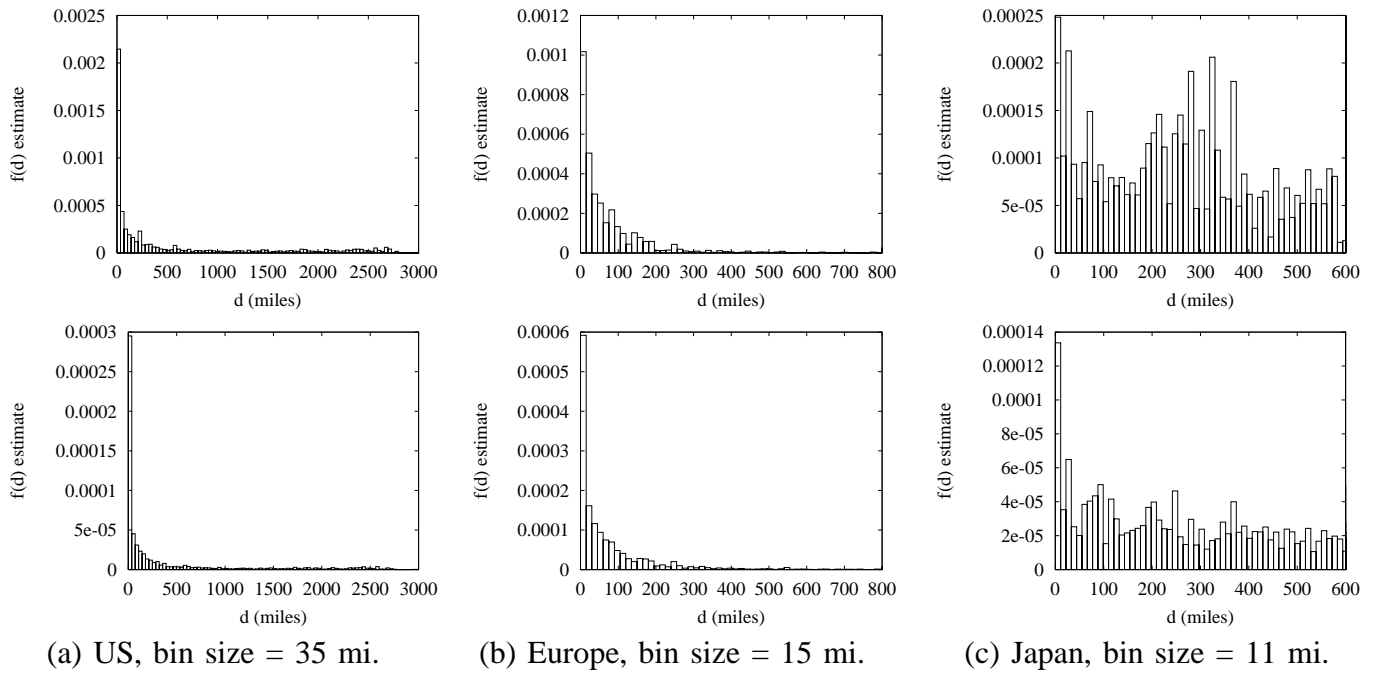 0.0025
0.002
0.0015
0.001
0.0005
0
f(d) estimate
0 500 1000 1500 2000 2500 3000
d (miles)
0.0012
0.001
0.0008
0.0006
0.0004
0.0002
0
f(d) estimate
0 100 200 300 400 500 600 700 800
d (miles)
0.00025
0.0002
0.00015
0.0001
5e-05
0
f(d) estimate
0 100 200 300 400 500 600
d (miles)
0.0003
0.00025
0.0002
0.00015
0.0001
5e-05
0
f(d) estimate
0 500 1000 1500 2000 2500 3000
d (miles)
0.0006
0.0005
0.0004
0.0003
0.0002
0.0001
0
f(d) estimate
0 100 200 300 400 500 600 700 800
d (miles)
0.00014
0.00012
0.0001
8e-05
6e-05
4e-05
2e-05
0
f(d) estimate
0 100 200 300 400 500 600
d (miles)
(a) US, bin size = 35 mi.
(b) Europe, bin size = 15 mi.
(c) Japan, bin size = 11 mi.